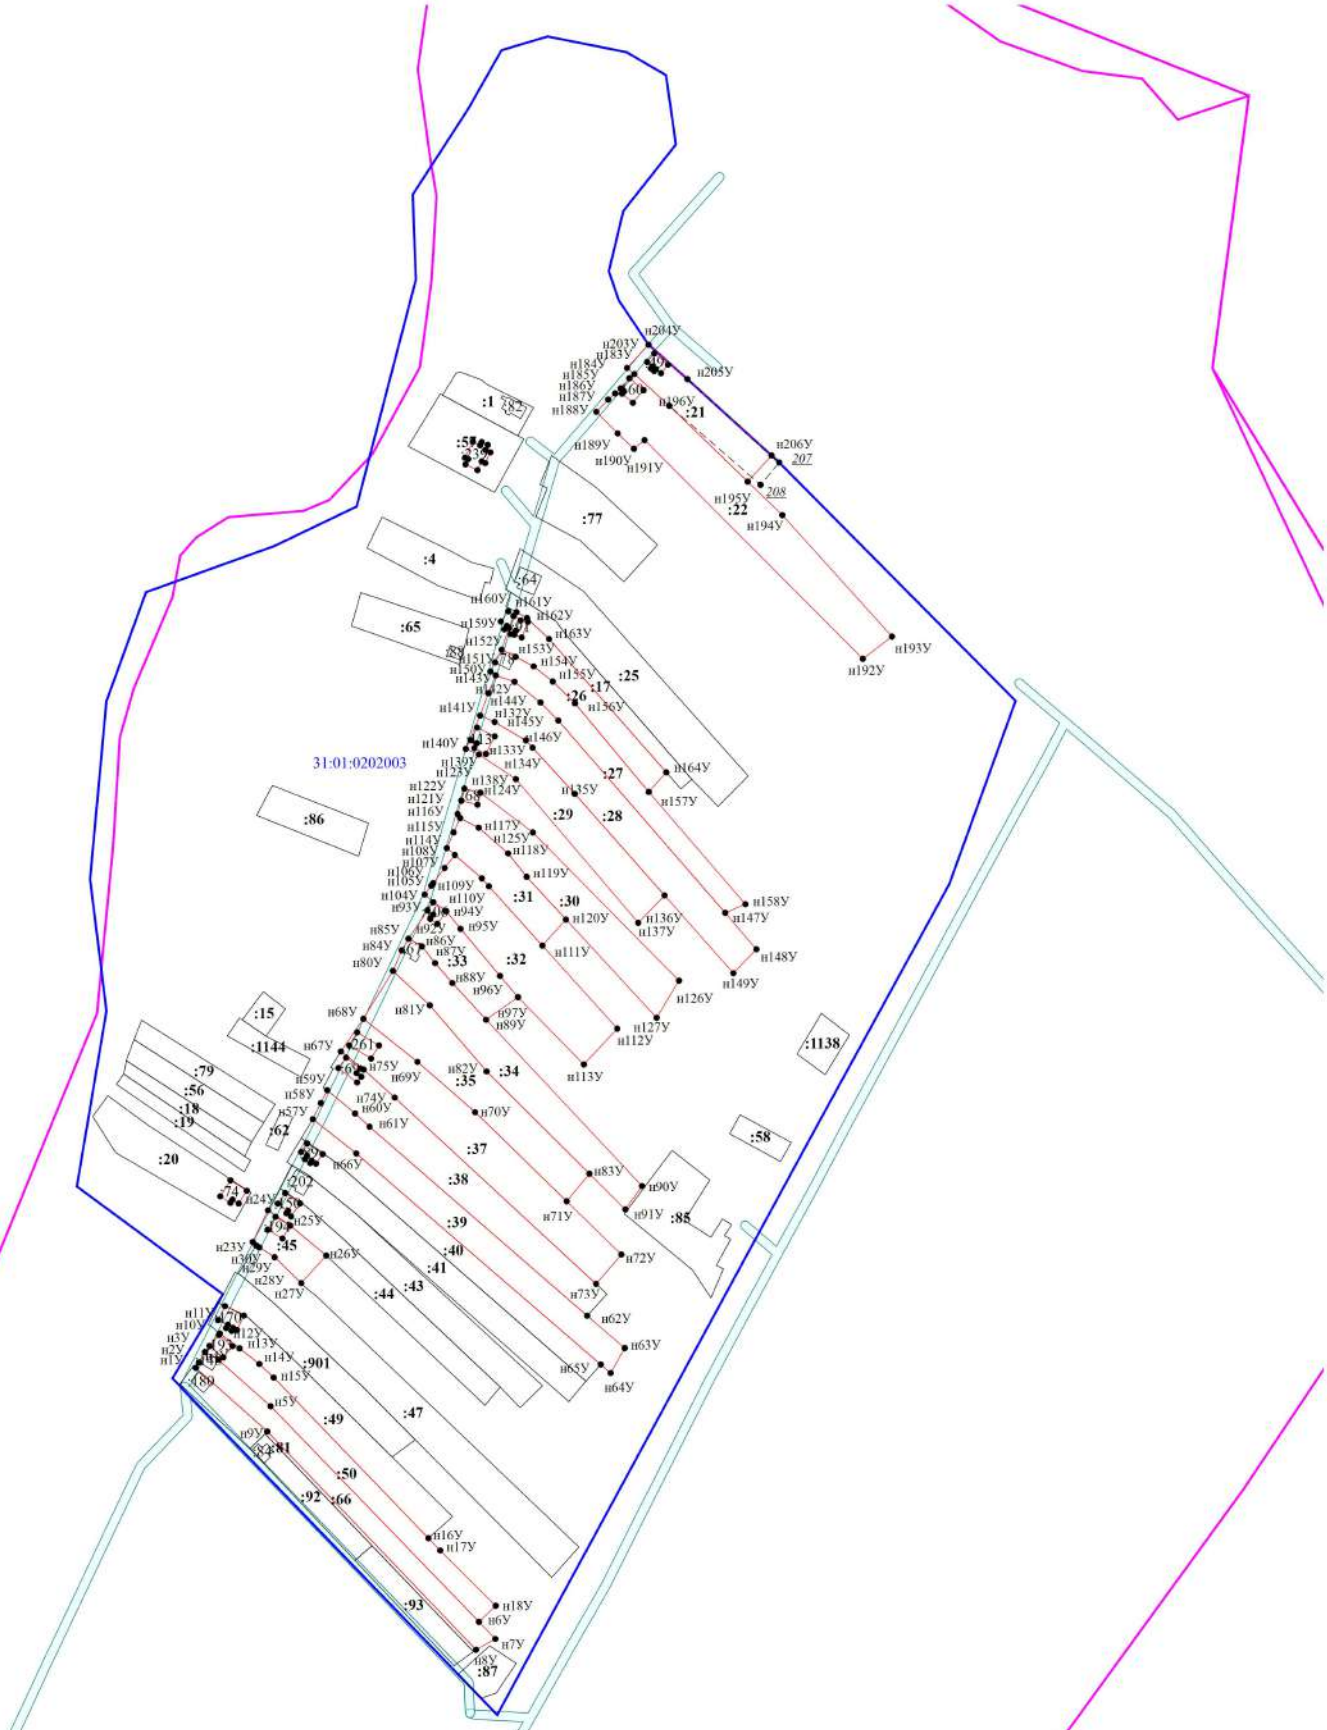 н204У
н203У
н183У
н184У
н185У
н186У
н187У
н188У
н205У
н196У
:21
:1
н189У
н190У
н191У
н206У
207
208
н195У
:22
н194У
:77
:4
:64
н160У
н161У
н162У
н159У
н163У
н193У
н192У
:65
н152У
н153У
н151У
н154У
н150У
н155У
н143У
:25
:17
:26
н144У
н156У
н141У
н132У
н145У
н146У
н140У
н133У
н139У
н134У
31:01:0202003
н123У
н164У
:27
н138У
н122У
н124У
н135У
н157У
н121У
н116У
:29
:28
:86
н115У
н117У
н114У
н125У
н108У
н118У
н107У
н106У
н119У
н105У
н109У
н104У
н110У
:31
:30
н158У
н93У
н94У
н147У
н120У
н136У
н85У
н92У
н95У
н137У
н84У
н86У
н87У
:33
н111У
н148У
н80У
:32
н88У
н149У
н96У
н126У
н81У
н97У
н89У
н68У
н127У
:15
н112У
:1144
н67У
261
:1138
н75У
н69У
н82У
:34
н113У
:79
:35
:56
н59У
н58У
н74У
:18
н57У
н60У
н70У
:19
н61У
:62
:58
:37
:20
н66У
н83У
:38
н90У
:202
н24У
н71У
н91У
:85
н25У
:39
н23У
:45
н26У
н30У
:40
н72У
н29У
:41
н28У
:43
н27У
:44
н73У
н11У
н62У
н10У
н3У
н12У
н2У
н13У
н63У
н1У
н14У
:901
н65У
:180
н15У
н64У
н5У
:49
:47
н9У
:81
:50
:92
:66
н16У
н17У
:93
н18У
н6У
н7У
н8У
:87